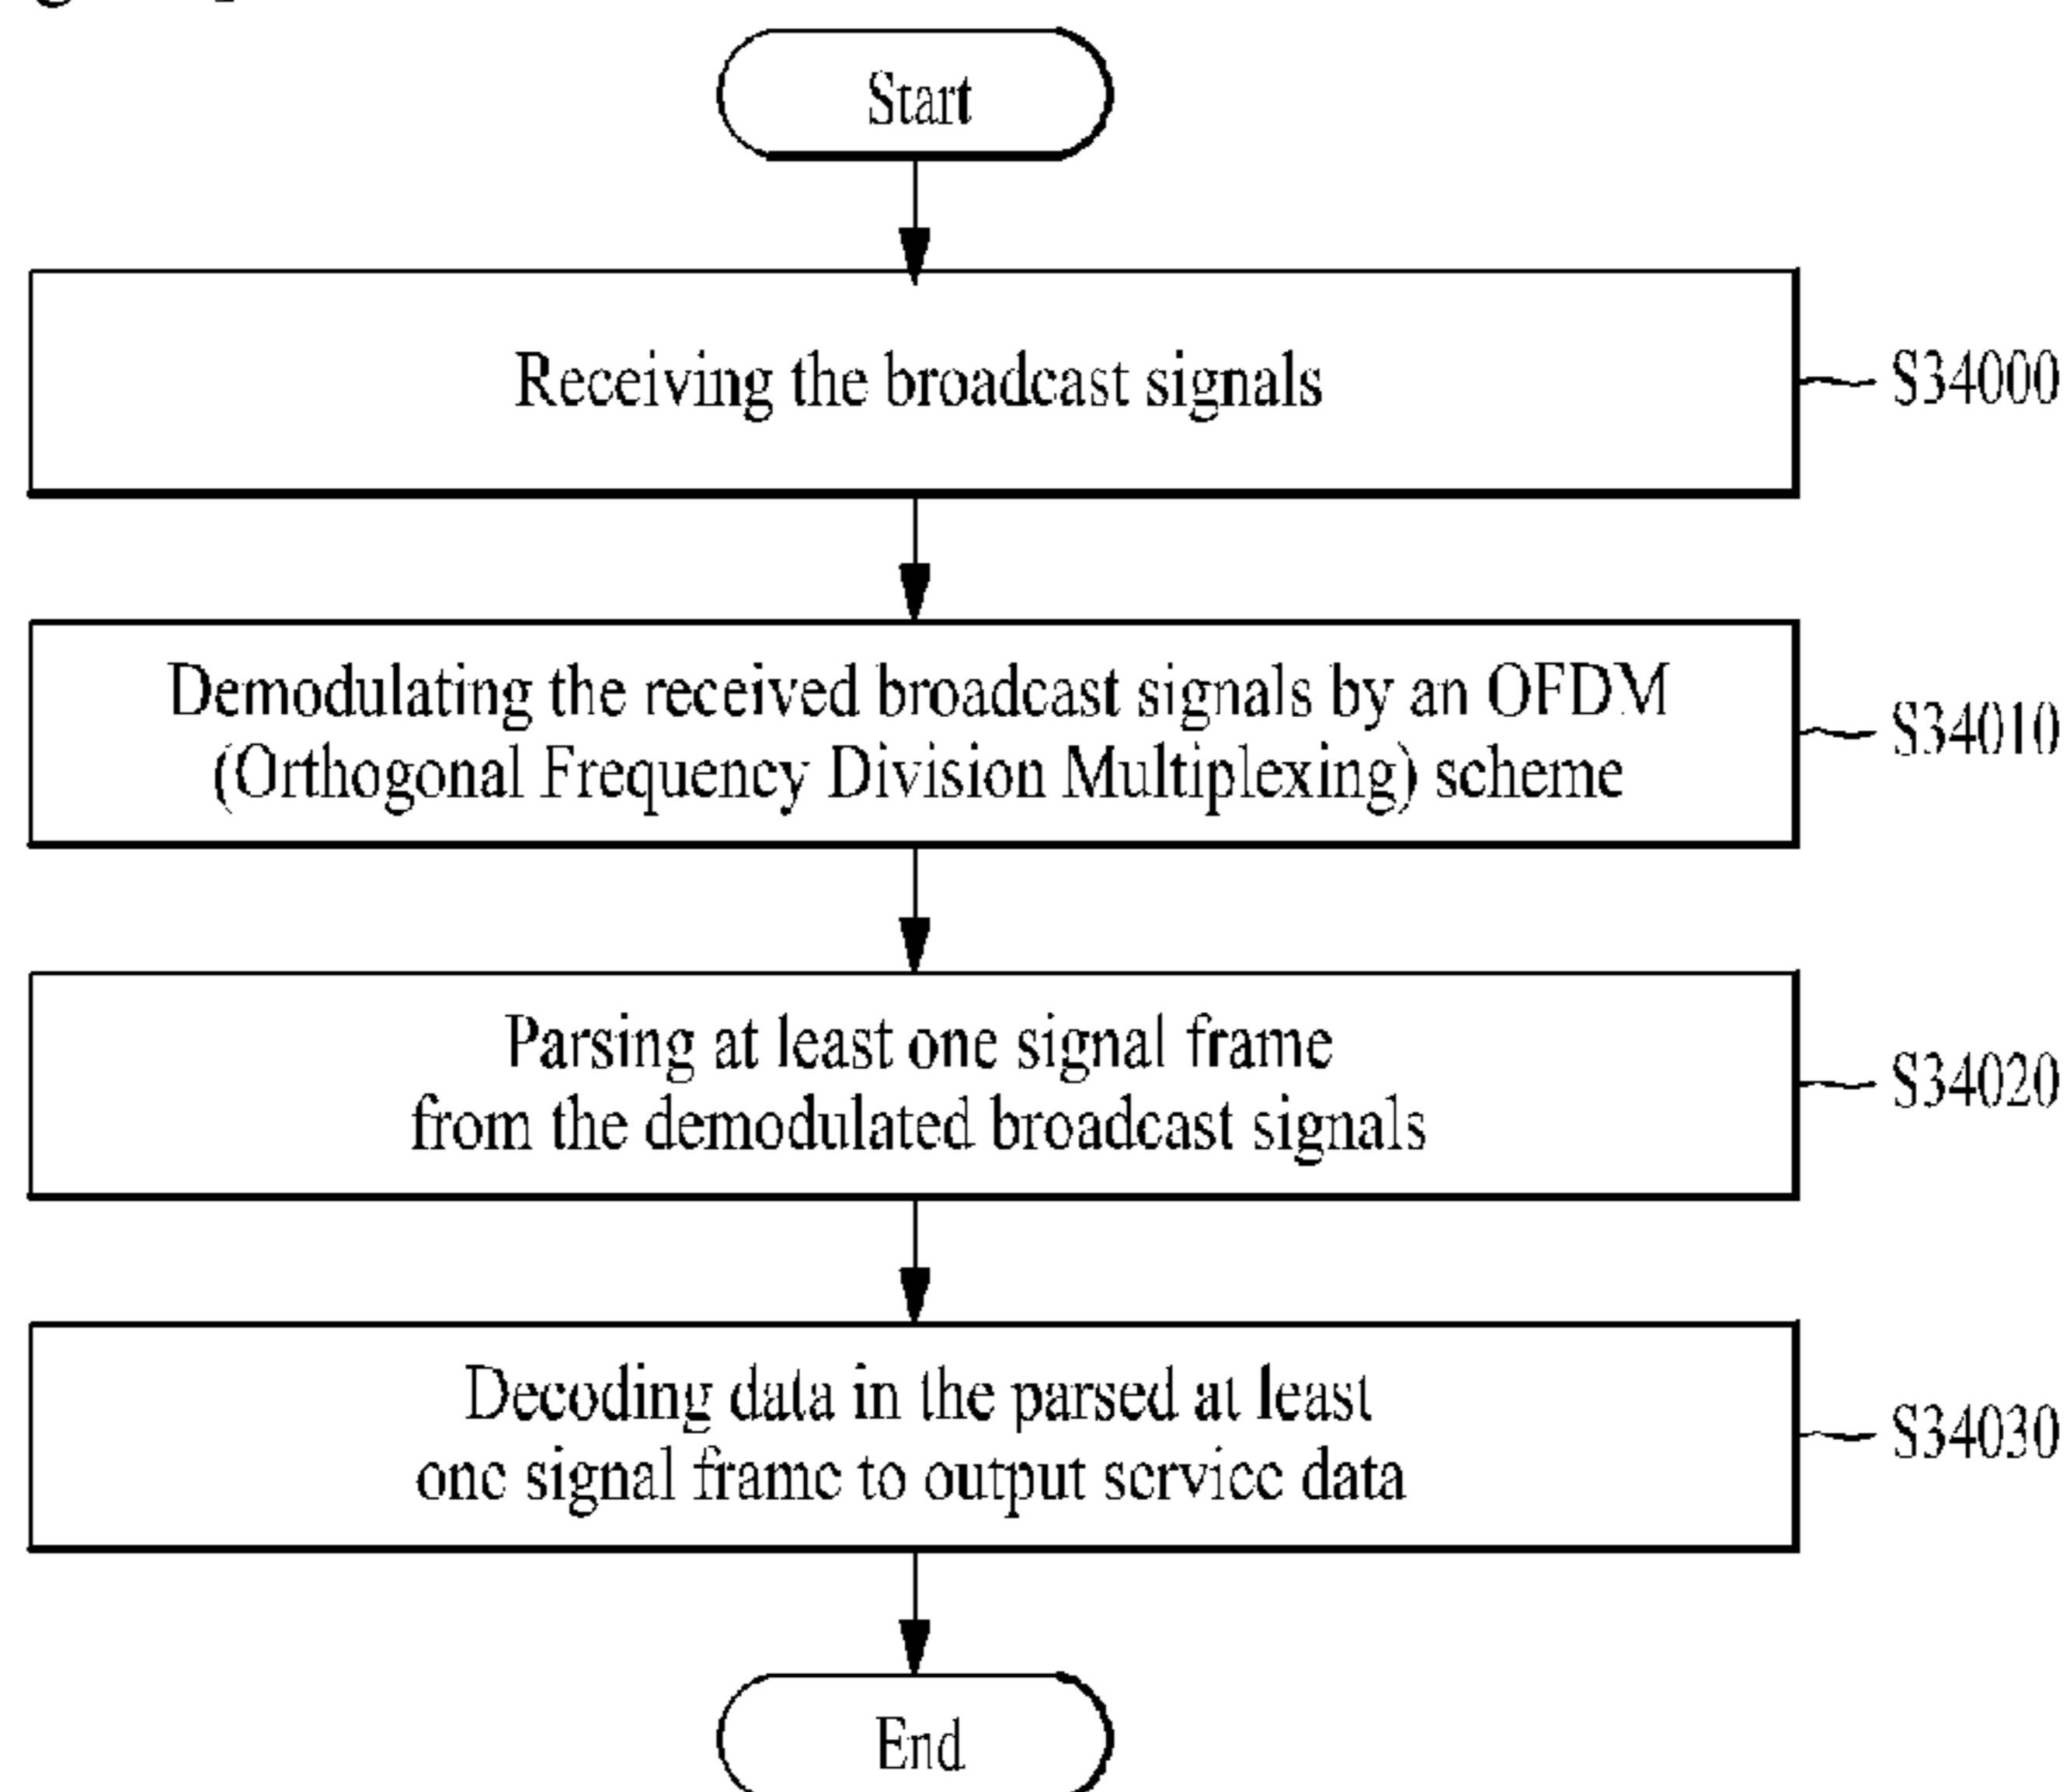 Start
Receiving the broadcast signals
S34000
Demodulating the received broadcast signals by an OFDM
(Orthogonal Frequency Division Multiplexing) scheme
S34010
Parsing at least one signal frame
from the demodulated broadcast signals
S34020
Decoding data in the parsed at least
one signal frame to output service data
S34030
End